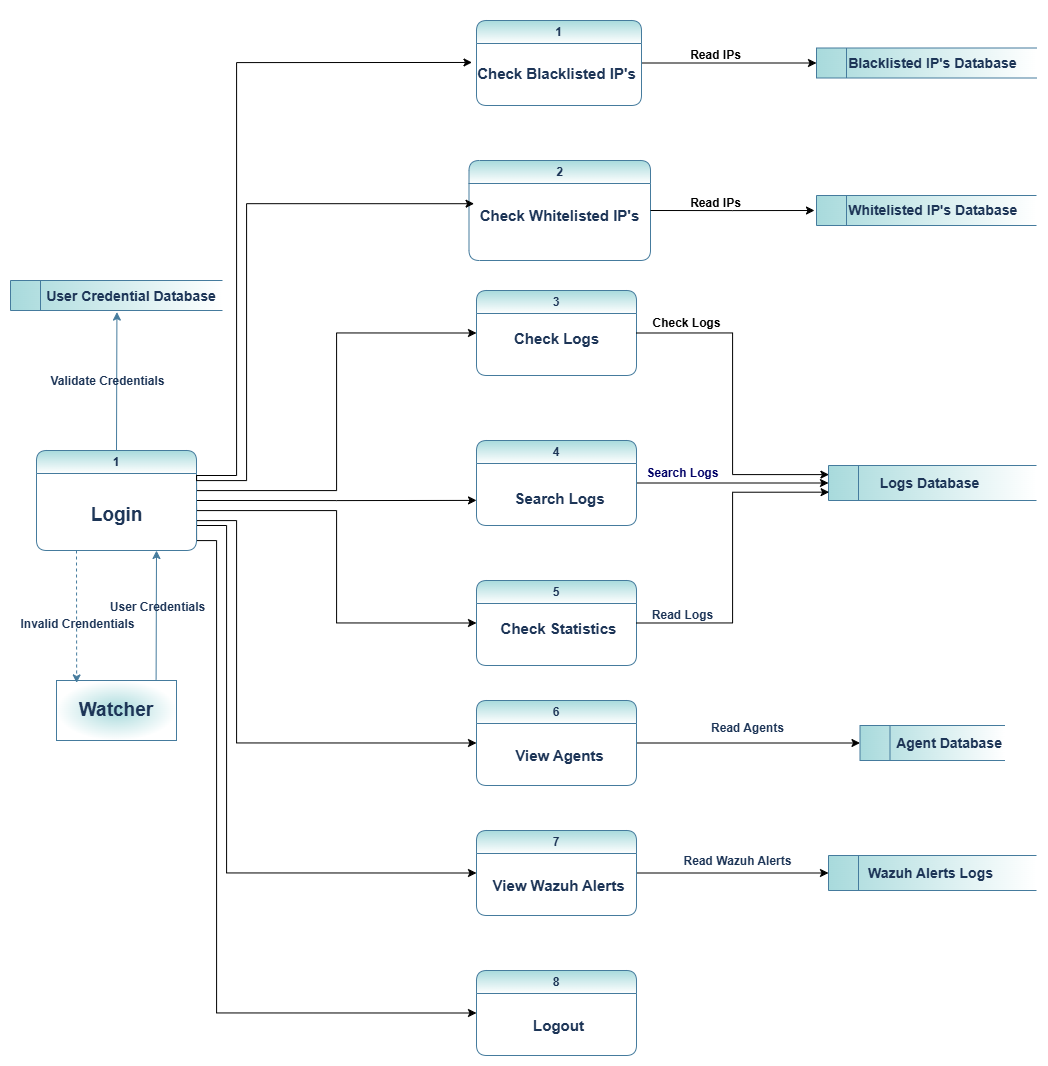 1
Check Blacklisted IP's
Read IPs
Blacklisted IP's Database
2
Check Whitelisted IP's
Read IPs
Whitelisted IP's Database
User Credential Database
Validate Credentials
1
Login
User Credentials
Invalid Crendentials
Watcher
3
Check Logs
Check Logs
4
Search Logs
Search Logs
Logs Database
5
Check Statistics
Read Logs
6
View Agents
Read Agents
Agent Database
7
View Wazuh Alerts
Read Wazuh Alerts
Wazuh Alerts Logs
8
Logout